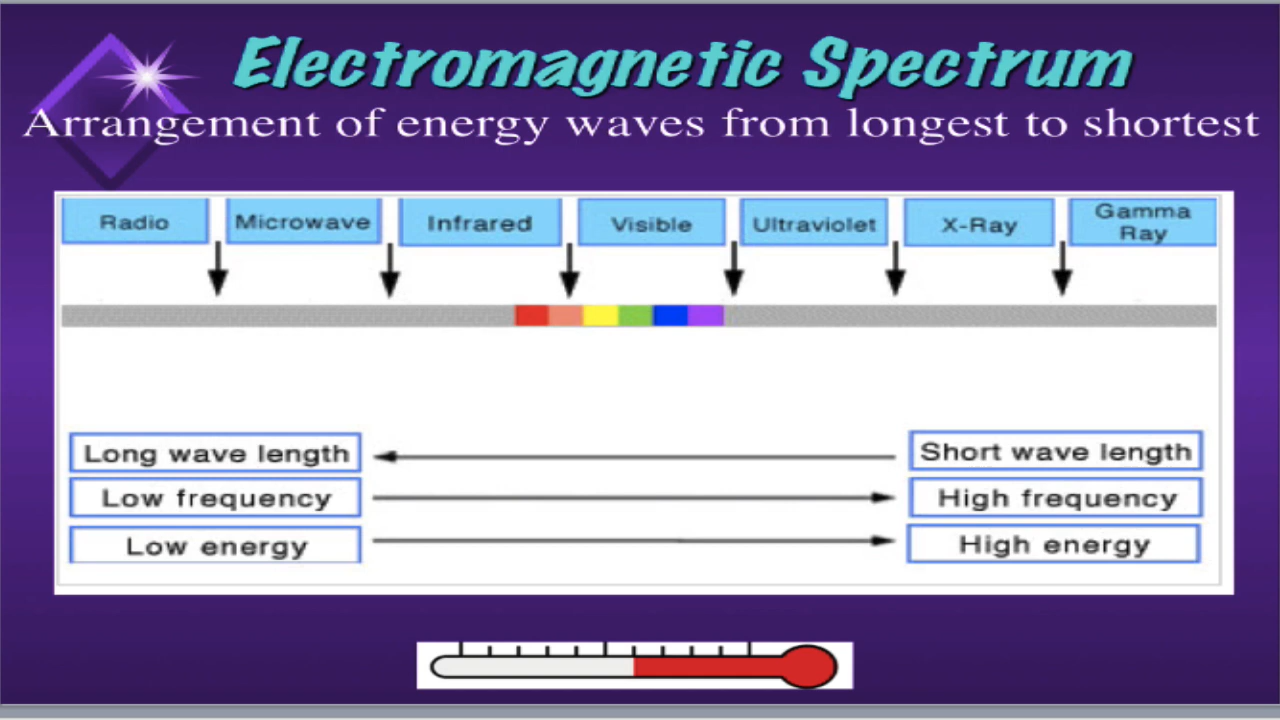 Electromagnetic Spectrum
Arrangement of energy waves from longest to shortest
Radio
Microwave
Infrared
Visible
Ultraviolet
X-Ray
Gamma
Ray
Long wave length
Short wave length
Low frequency
High frequency
Low energy
High energy